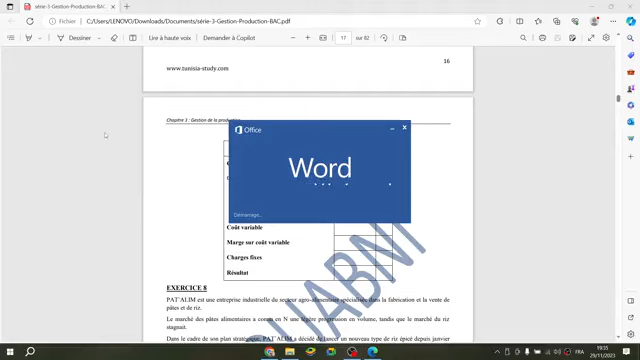 série-3-Gestion-Production-BAC.pdf
Fichier
C:/Users/LENOVO/Downloads/Documents/série-3-Gestion-Production-BAC.pdf
Dessiner
Lire à haute voix
Demander à Copilot
17
sur 82
16
www.tunisia-study.com
Chapitre 3 : Gestion de la production
Office
Word
Démarrage...
Coût variable
Marge sur coût variable
Charges fixes
Résultat
EXERCICE 8
PAT'ALIM est une entreprise industrielle du secteur agro-alimentaire spécialisée dans la fabrication et la vente de
pâtes et de riz.
Le marché des pâtes alimentaires a connu en N une légère progression en volume, tandis que le marché du riz
stagnait.
Dans le cadre de son plan stratégique, PAT'ALIM a décidé de lancer un nouveau type de riz épicé depuis janvier
FRA
19:35
29/11/2023